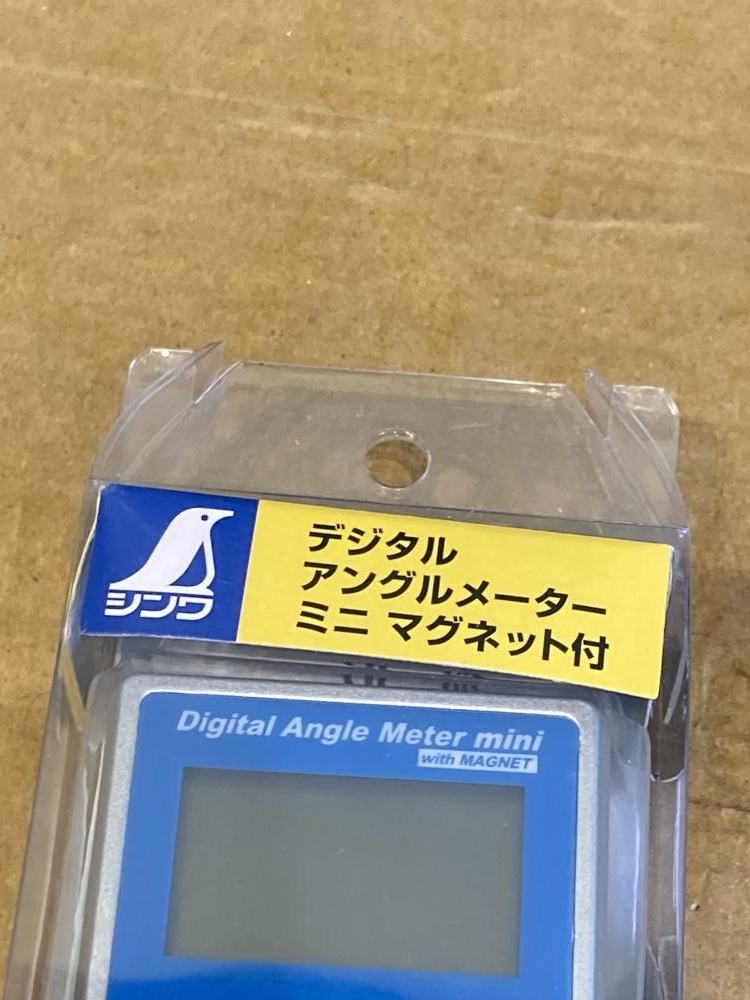 シンワ
デジタル
アングルメーター
ミニ マグネット付
Digital Angle Meter mini
with MAGNET